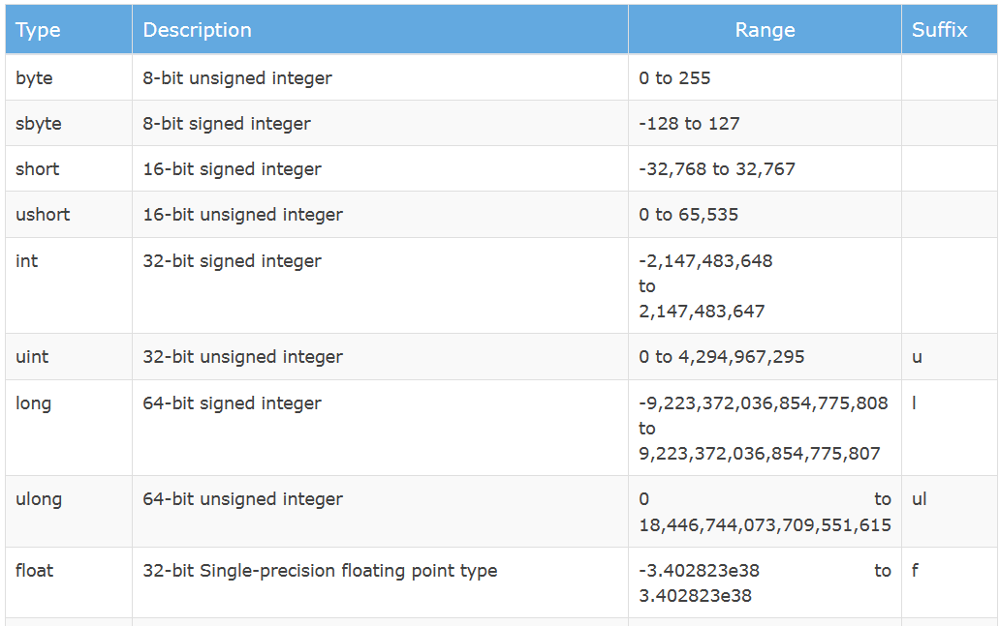 Type Description Range Suffix
byte 8-bit unsigned integer 0 to 255
sbyte 8-bit signed integer -128 to 127
short 16-bit signed integer -32,768 to 32,767
ushort 16-bit unsigned integer 0 to 65,535
int 32-bit signed integer -2,147,483,648
to
2,147,483,647
uint 32-bit unsigned integer 0 to 4,294,967,295 u
long 64-bit signed integer -9,223,372,036,854,775,808 l
to
9,223,372,036,854,775,807
ulong 64-bit unsigned integer 0 to ul
18,446,744,073,709,551,615
float 32-bit Single-precision floating point type -3.402823e38 to f
3.402823e38